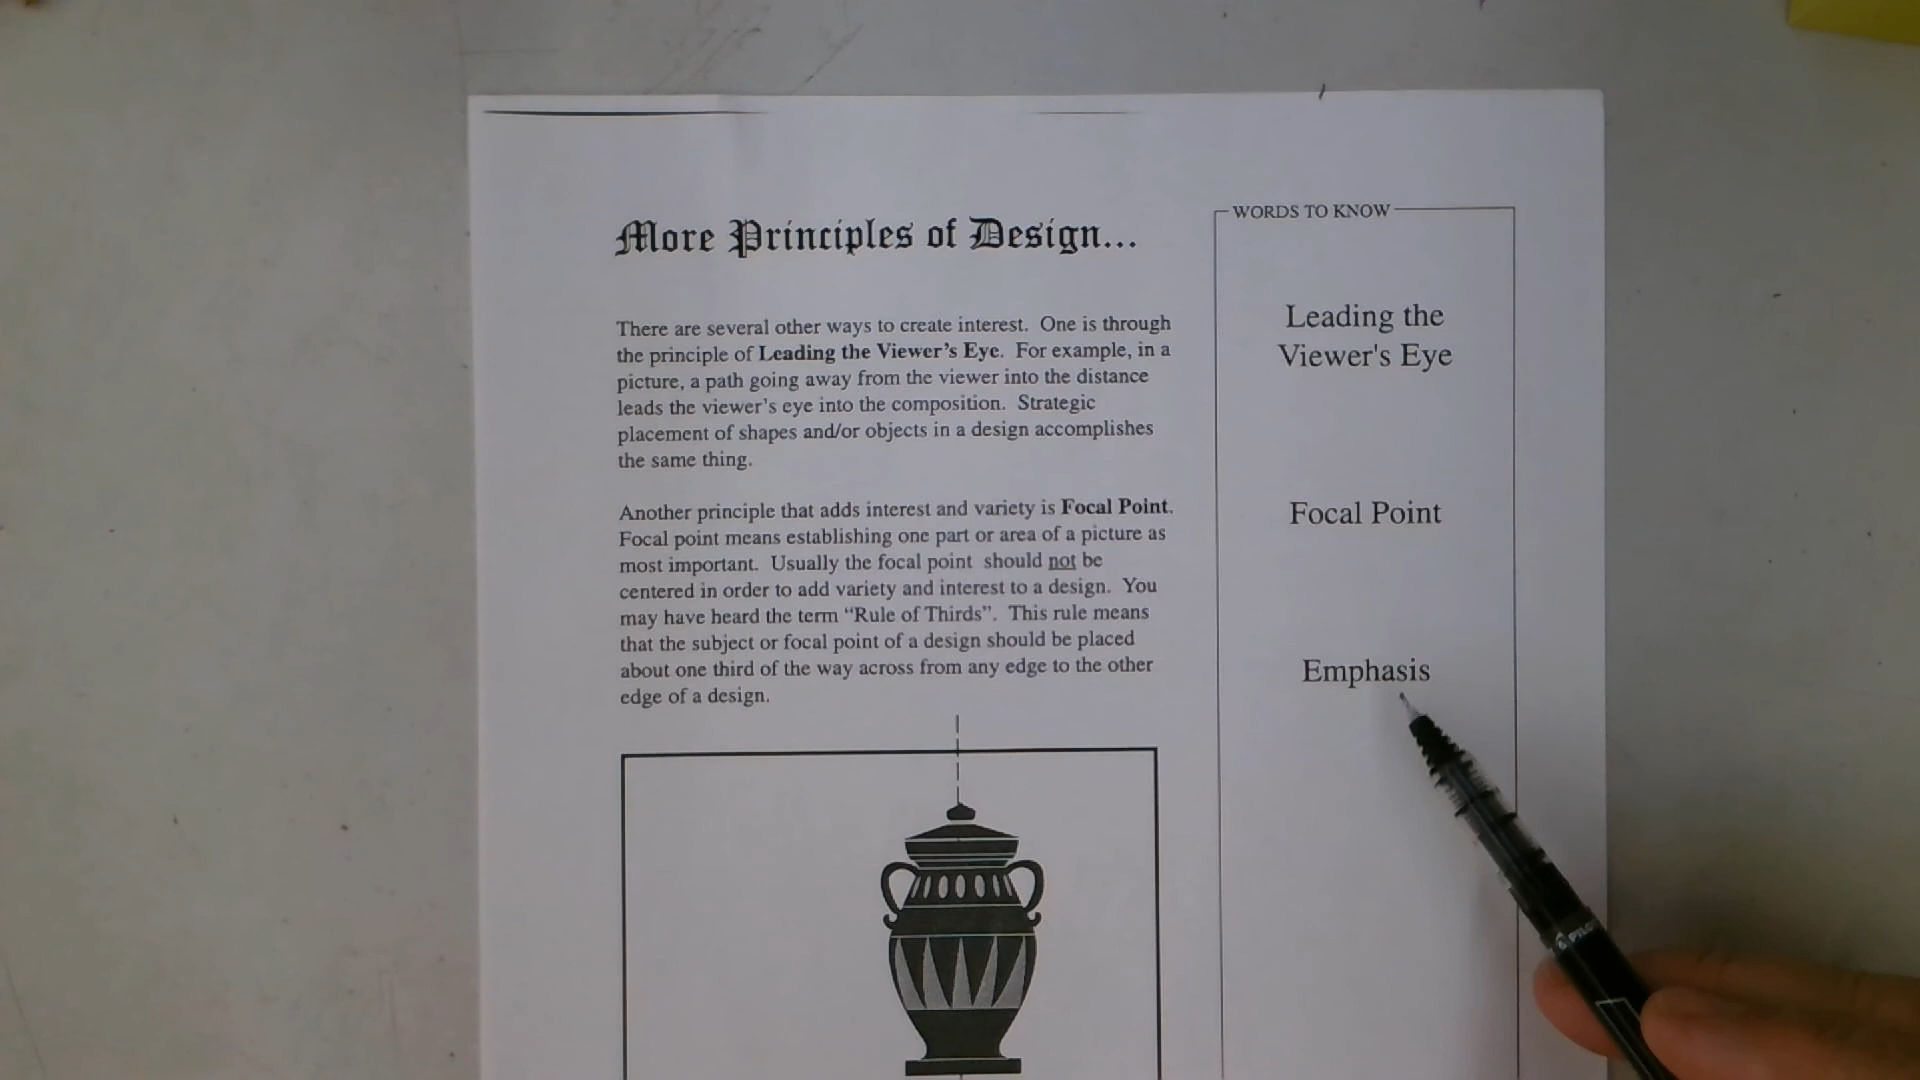 More Principles of Design...
There are several other ways to create interest. One is through
the principle of Leading the Viewer's Eye. For example, in a
picture, a path going away from the viewer into the distance
leads the viewer's eye into the composition. Strategic
placement of shapes and/or objects in a design accomplishes
the same thing.
Another principle that adds interest and variety is Focal Point.
Focal point means establishing one part or area of a picture as
most important. Usually the focal point should not be
centered in order to add variety and interest to a design. You
may have heard the term “Rule of Thirds”. This rule means
that the subject or focal point of a design should be placed
about one third of the way across from any edge to the other
edge of a design.
WORDS TO KNOW
Leading the
Viewer's Eye
Focal Point
Emphasis